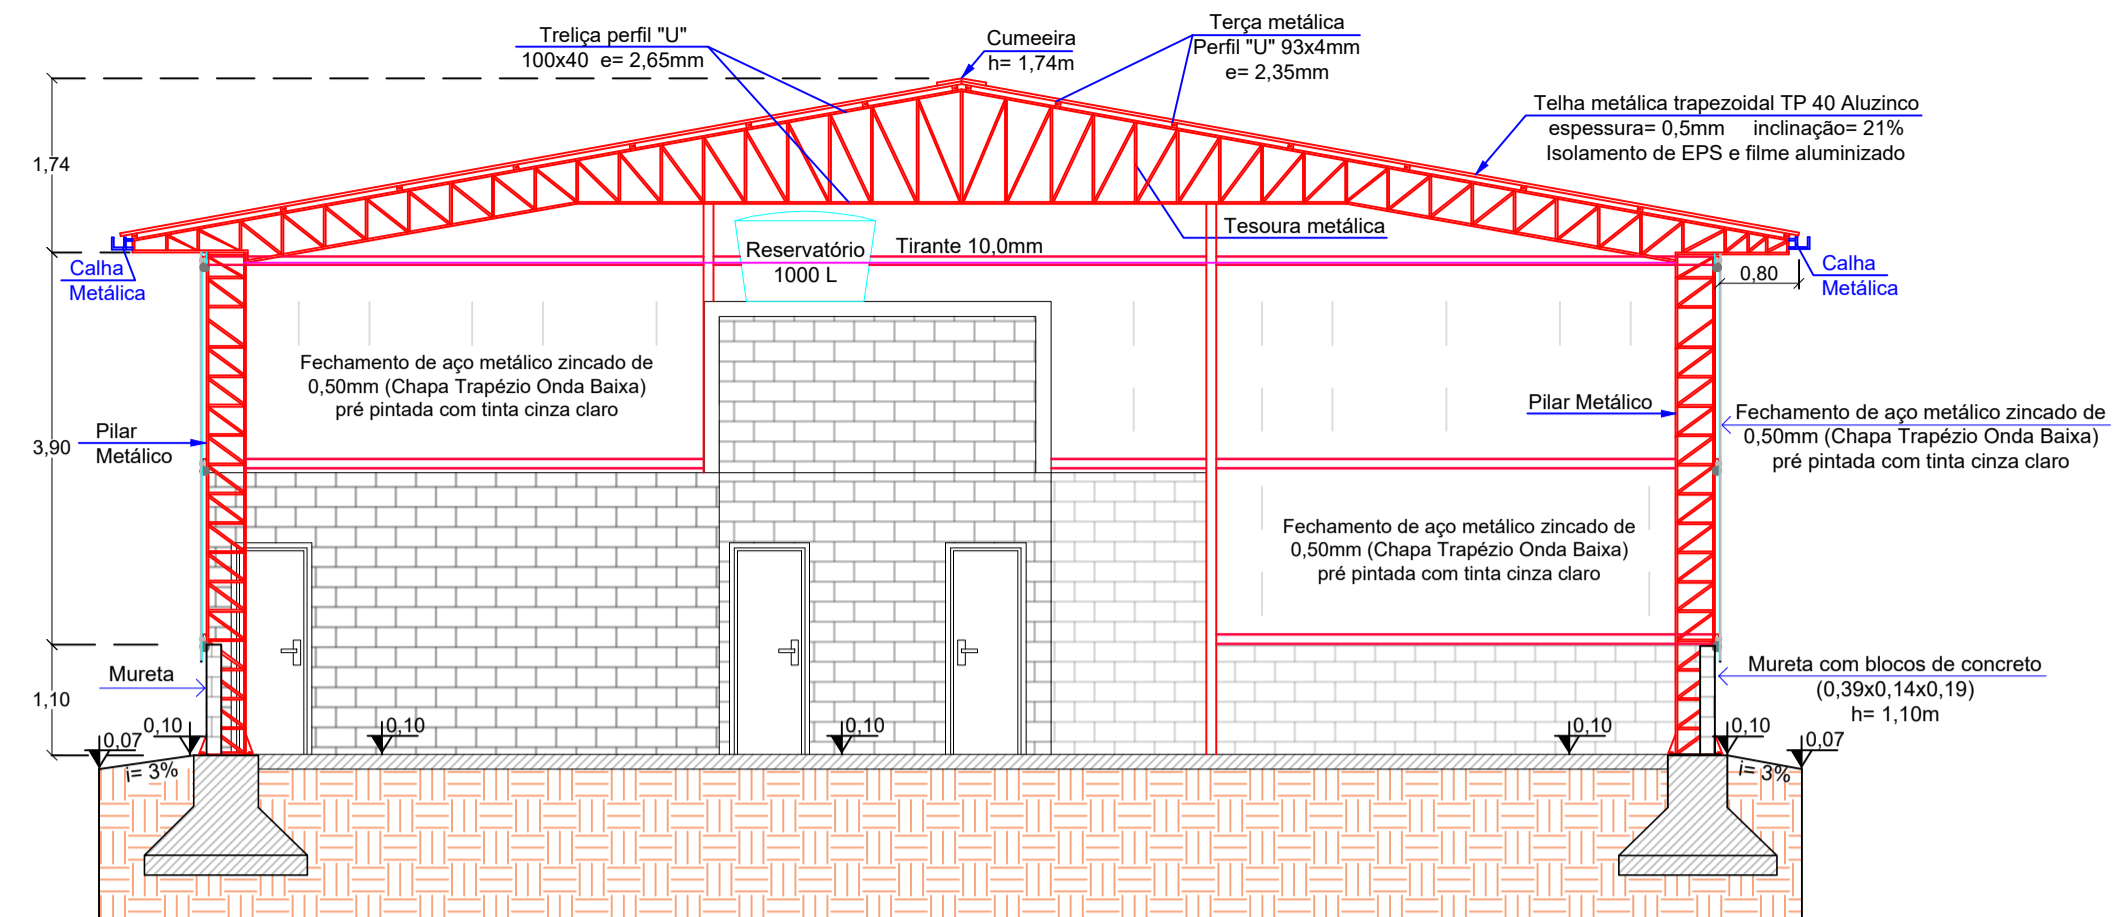 Treliça perfil "U"
100x40  e= 2,65mm
Cumeeira
h= 1,74m
Terça metálica
Perfil "U" 93x4mm
e= 2,35mm
Telha metálica trapezoidal TP 40 Aluzinco
espessura= 0,5mm     inclinação= 21%
Isolamento de EPS e filme aluminizado
1,74
Tesoura metálica
Reservatório
1000 L
Tirante 10,0mm
Calha
Metálica
0,80
Calha
Metálica
Fechamento de aço metálico zincado de
0,50mm (Chapa Trapézio Onda Baixa)
pré pintada com tinta cinza claro
Pilar Metálico
Fechamento de aço metálico zincado de
0,50mm (Chapa Trapézio Onda Baixa)
pré pintada com tinta cinza claro
3,90
Pilar
Metálico
Fechamento de aço metálico zincado de
0,50mm (Chapa Trapézio Onda Baixa)
pré pintada com tinta cinza claro
Mureta
Mureta com blocos de concreto
(0,39x0,14x0,19)
h= 1,10m
1,10
0,07
0,10
0,10
0,10
0,10
0,10
0,07
i= 3%
i= 3%